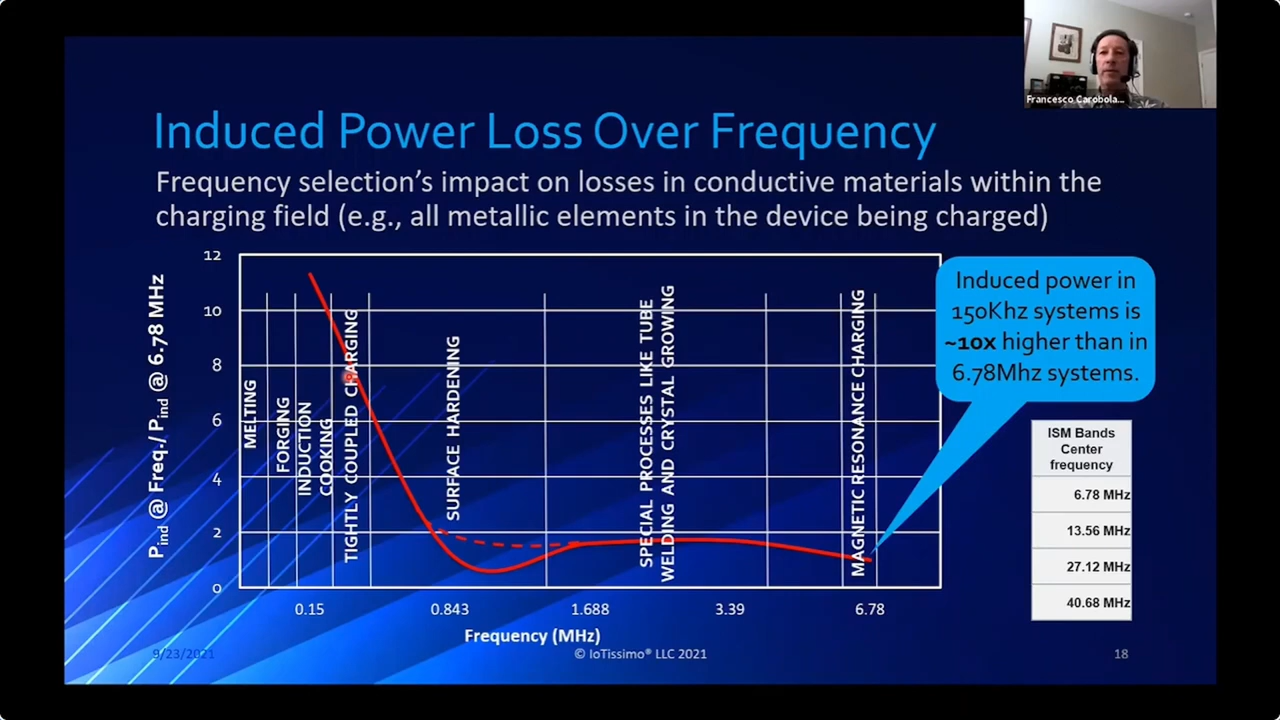 Francesco Carobola...
Induced Power Loss Over Frequency
Frequency selection's impact on losses in conductive materials within the
charging field (e.g., all metallic elements in the device being charged)
P_ind @ Freq./ P_ind @ 6.78 MHz
12
10
8
6
4
2
0
MELTING
FORGING
INDUCTION
COOKING
TIGHTLY COUPLED CHARGING
SURFACE HARDENING
SPECIAL PROCESSES LIKE TUBE
WELDING AND CRYSTAL GROWING
MAGNETIC RESONANCE CHARGING
0.15
0.843
1.688
3.39
6.78
Frequency (MHz)
Induced power in
150Khz systems is
~10x higher than in
6.78Mhz systems.
ISM Bands
Center
frequency
6.78 MHz
13.56 MHz
27.12 MHz
40.68 MHz
9/23/2021
© IoTissimo® LLC 2021
18